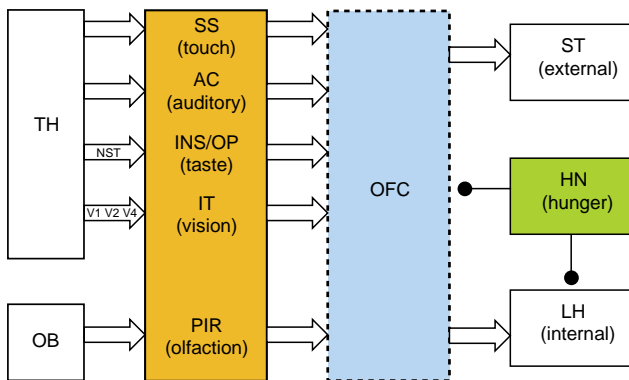 TH
OB
NST
V1 V2 V4
SS
(touch)
AC
(auditory)
INS/OP
(taste)
IT
(vision)
PIR
(olfaction)
OFC
ST
(external)
HN
(hunger)
LH
(internal)